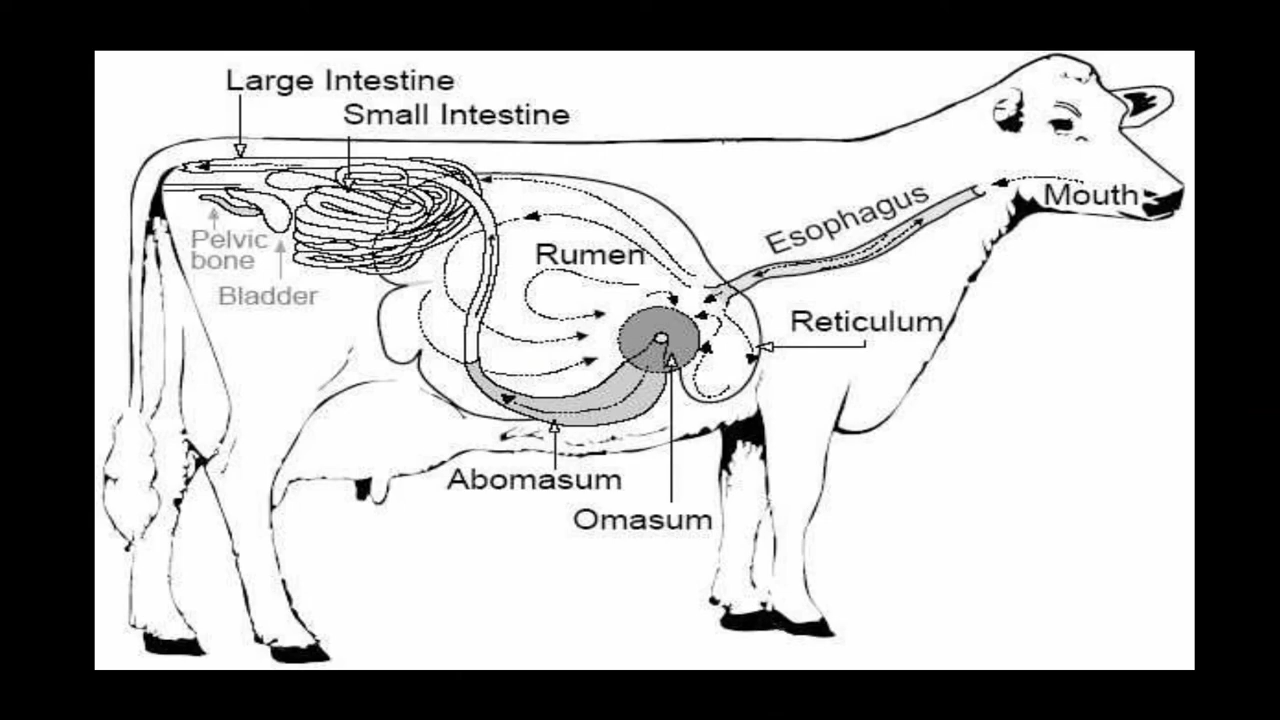 Large Intestine
Small Intestine
Mouth
Esophagus
Pelvic
bone
Rumen
Bladder
Reticulum
Abomasum
Omasum